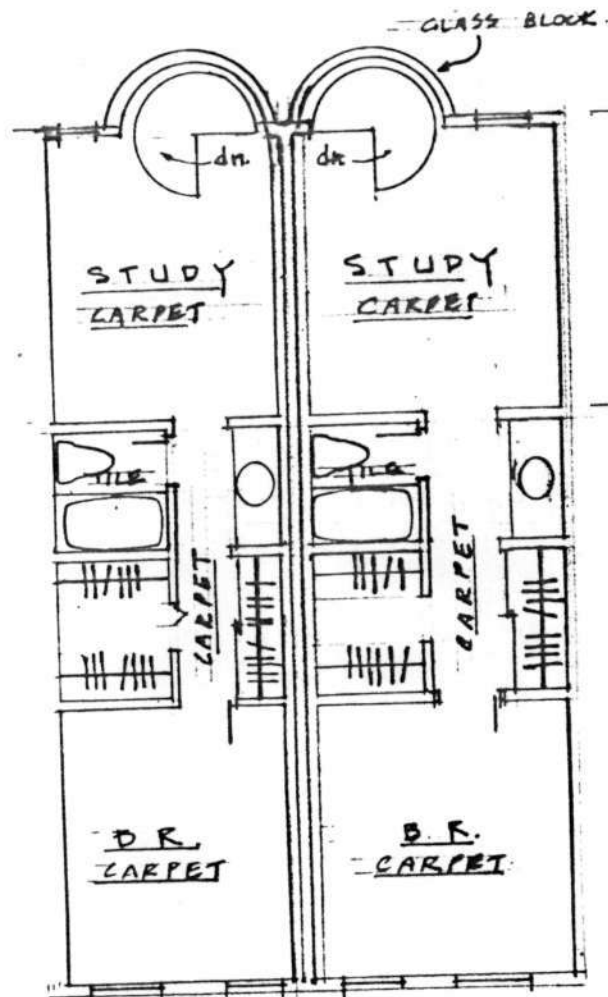 GLASS BLOCK
dn.
dn
STUDY
CARPET
STUDY
CARPET
TILE
TILE
CARPET
CARPET
B R.
CARPET
B. R.
CARPET